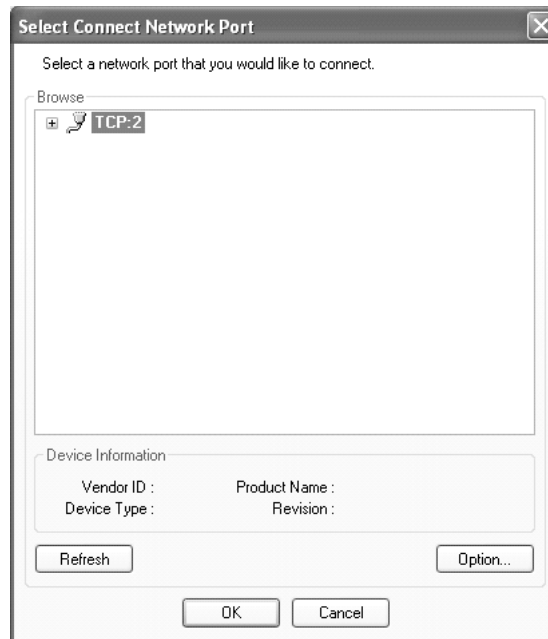 Select Connect Network Port
Select a network port that you would like to connect.
Browse
TCP:2
Device Information
Vendor ID : Product Name :
Device Type : Revision :
Refresh Option...
OK Cancel